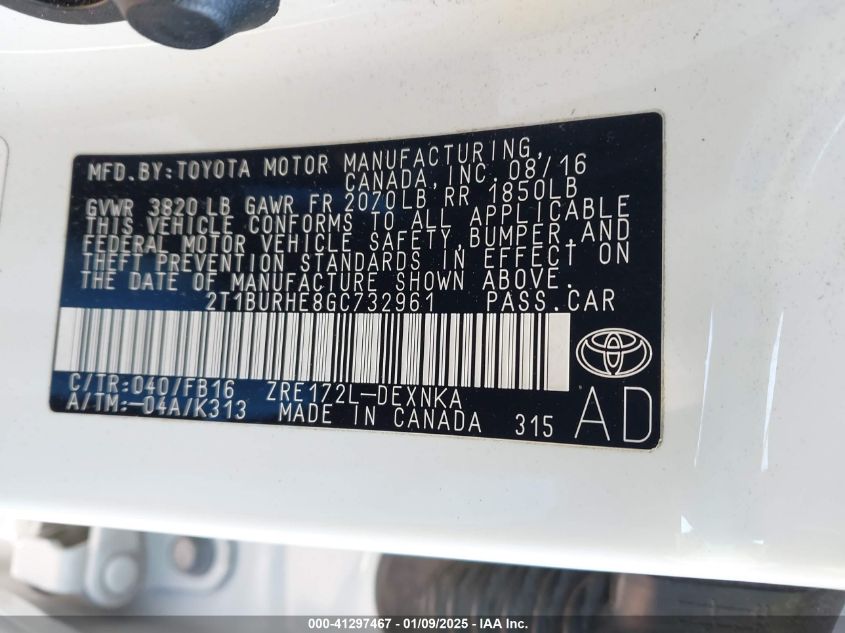 MFD. BY: TOYOTA MOTOR MANUFACTURING,
CANADA, INC. 08/16
GVWR 3820 LB GAWR FR 2070LB RR 1850LB
THIS VEHICLE CONFORMS TO ALL APPLICABLE
FEDERAL MOTOR VEHICLE SAFETY, BUMPER, AND
THEFT PREVENTION STANDARDS IN EFFECT ON
THE DATE OF MANUFACTURE SHOWN ABOVE.
2T1BURHE8GC732961 PASS. CAR
C/TR: 040/FB16 ZRE172L-DEXNKA
A/TM: -04A/K313 MADE IN CANADA 315 AD
000-41297467 - 01/09/2025 - IAA Inc.